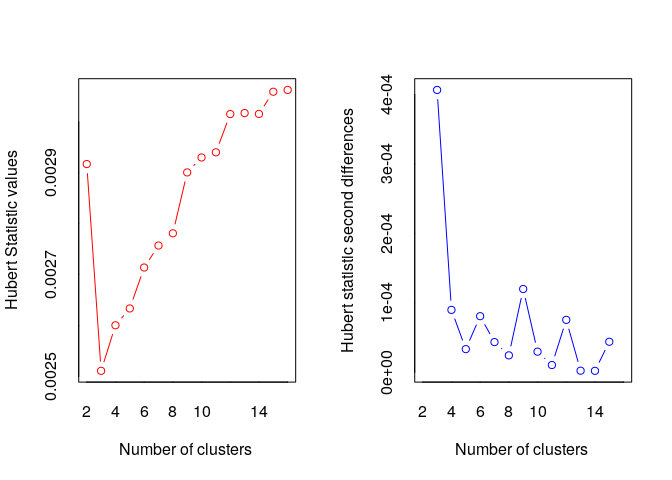 Hubert Statistic values
0.0025
0.0027
0.0029
2 4 6 8 10 14
Number of clusters
Hubert statistic second differences
0e+00
1e-04
2e-04
3e-04
4e-04
2 4 6 8 10 14
Number of clusters